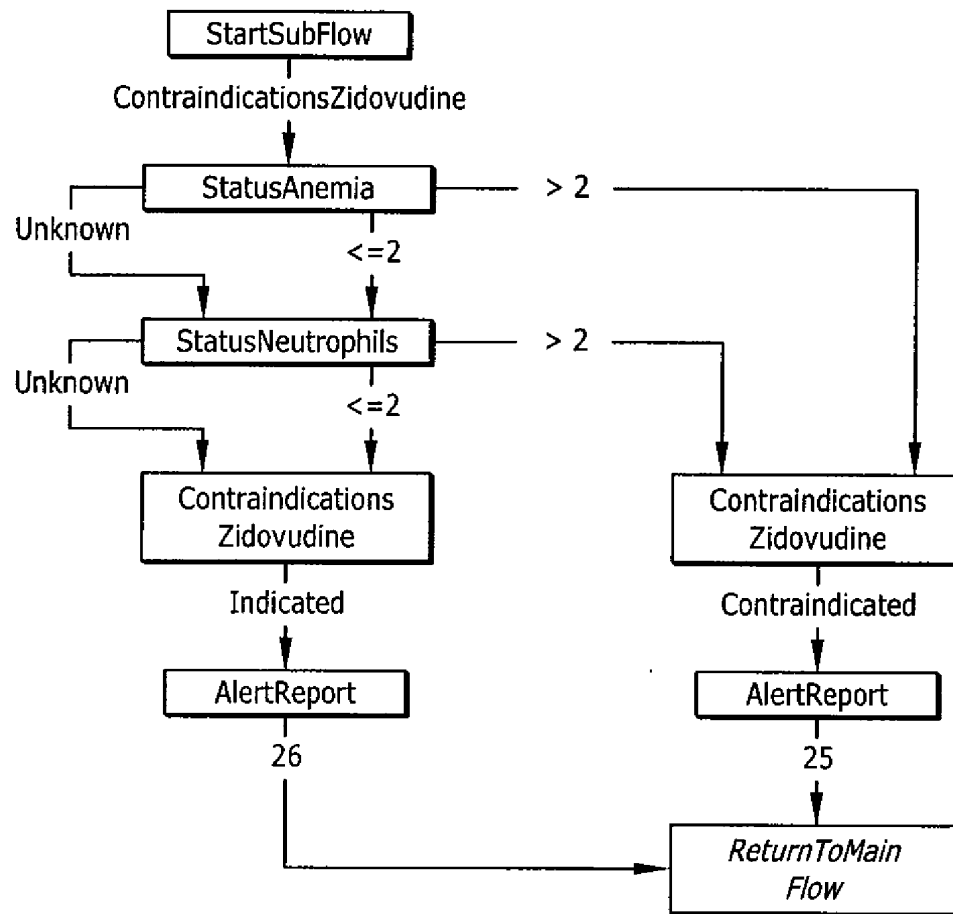 StartSubFlow
ContraindicationsZidovudine
StatusAnemia
> 2
Unknown
<=2
StatusNeutrophils
> 2
Unknown
<=2
Contraindications
Zidovudine
Contraindications
Zidovudine
Indicated
Contraindicated
AlertReport
AlertReport
26
25
ReturnToMain
Flow